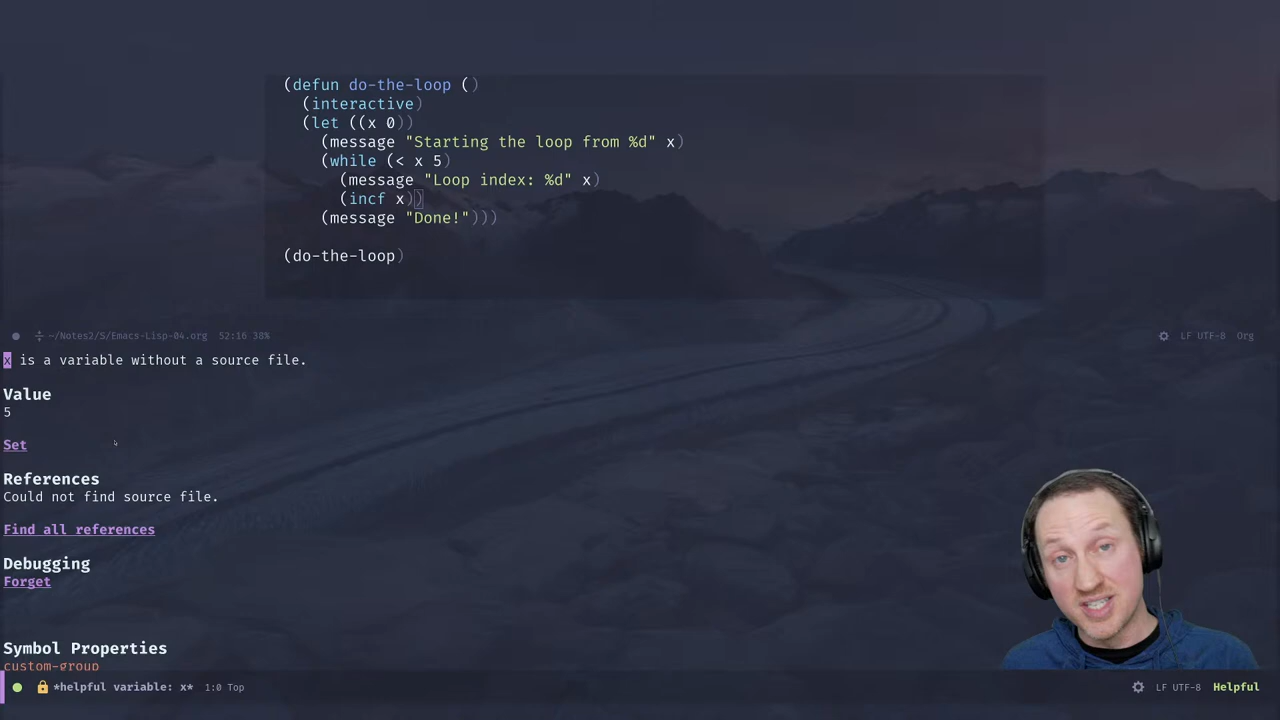 (defun do-the-loop ()
(interactive)
(let ((x 0))
(message "Starting the loop from %d" x)
(while (< x 5)
(message "Loop index: %d" x)
(incf x))
(message "Done!")))
(do-the-loop)
~/Notes2/S/Emacs-Lisp-04.org 52:16 38% LF UTF-8 Org
x is a variable without a source file.
Value
5
Set
References
Could not find source file.
Find all references
Debugging
Forget
Symbol Properties
custom-group
*helpful variable: x* 1:0 Top LF UTF-8 Helpful